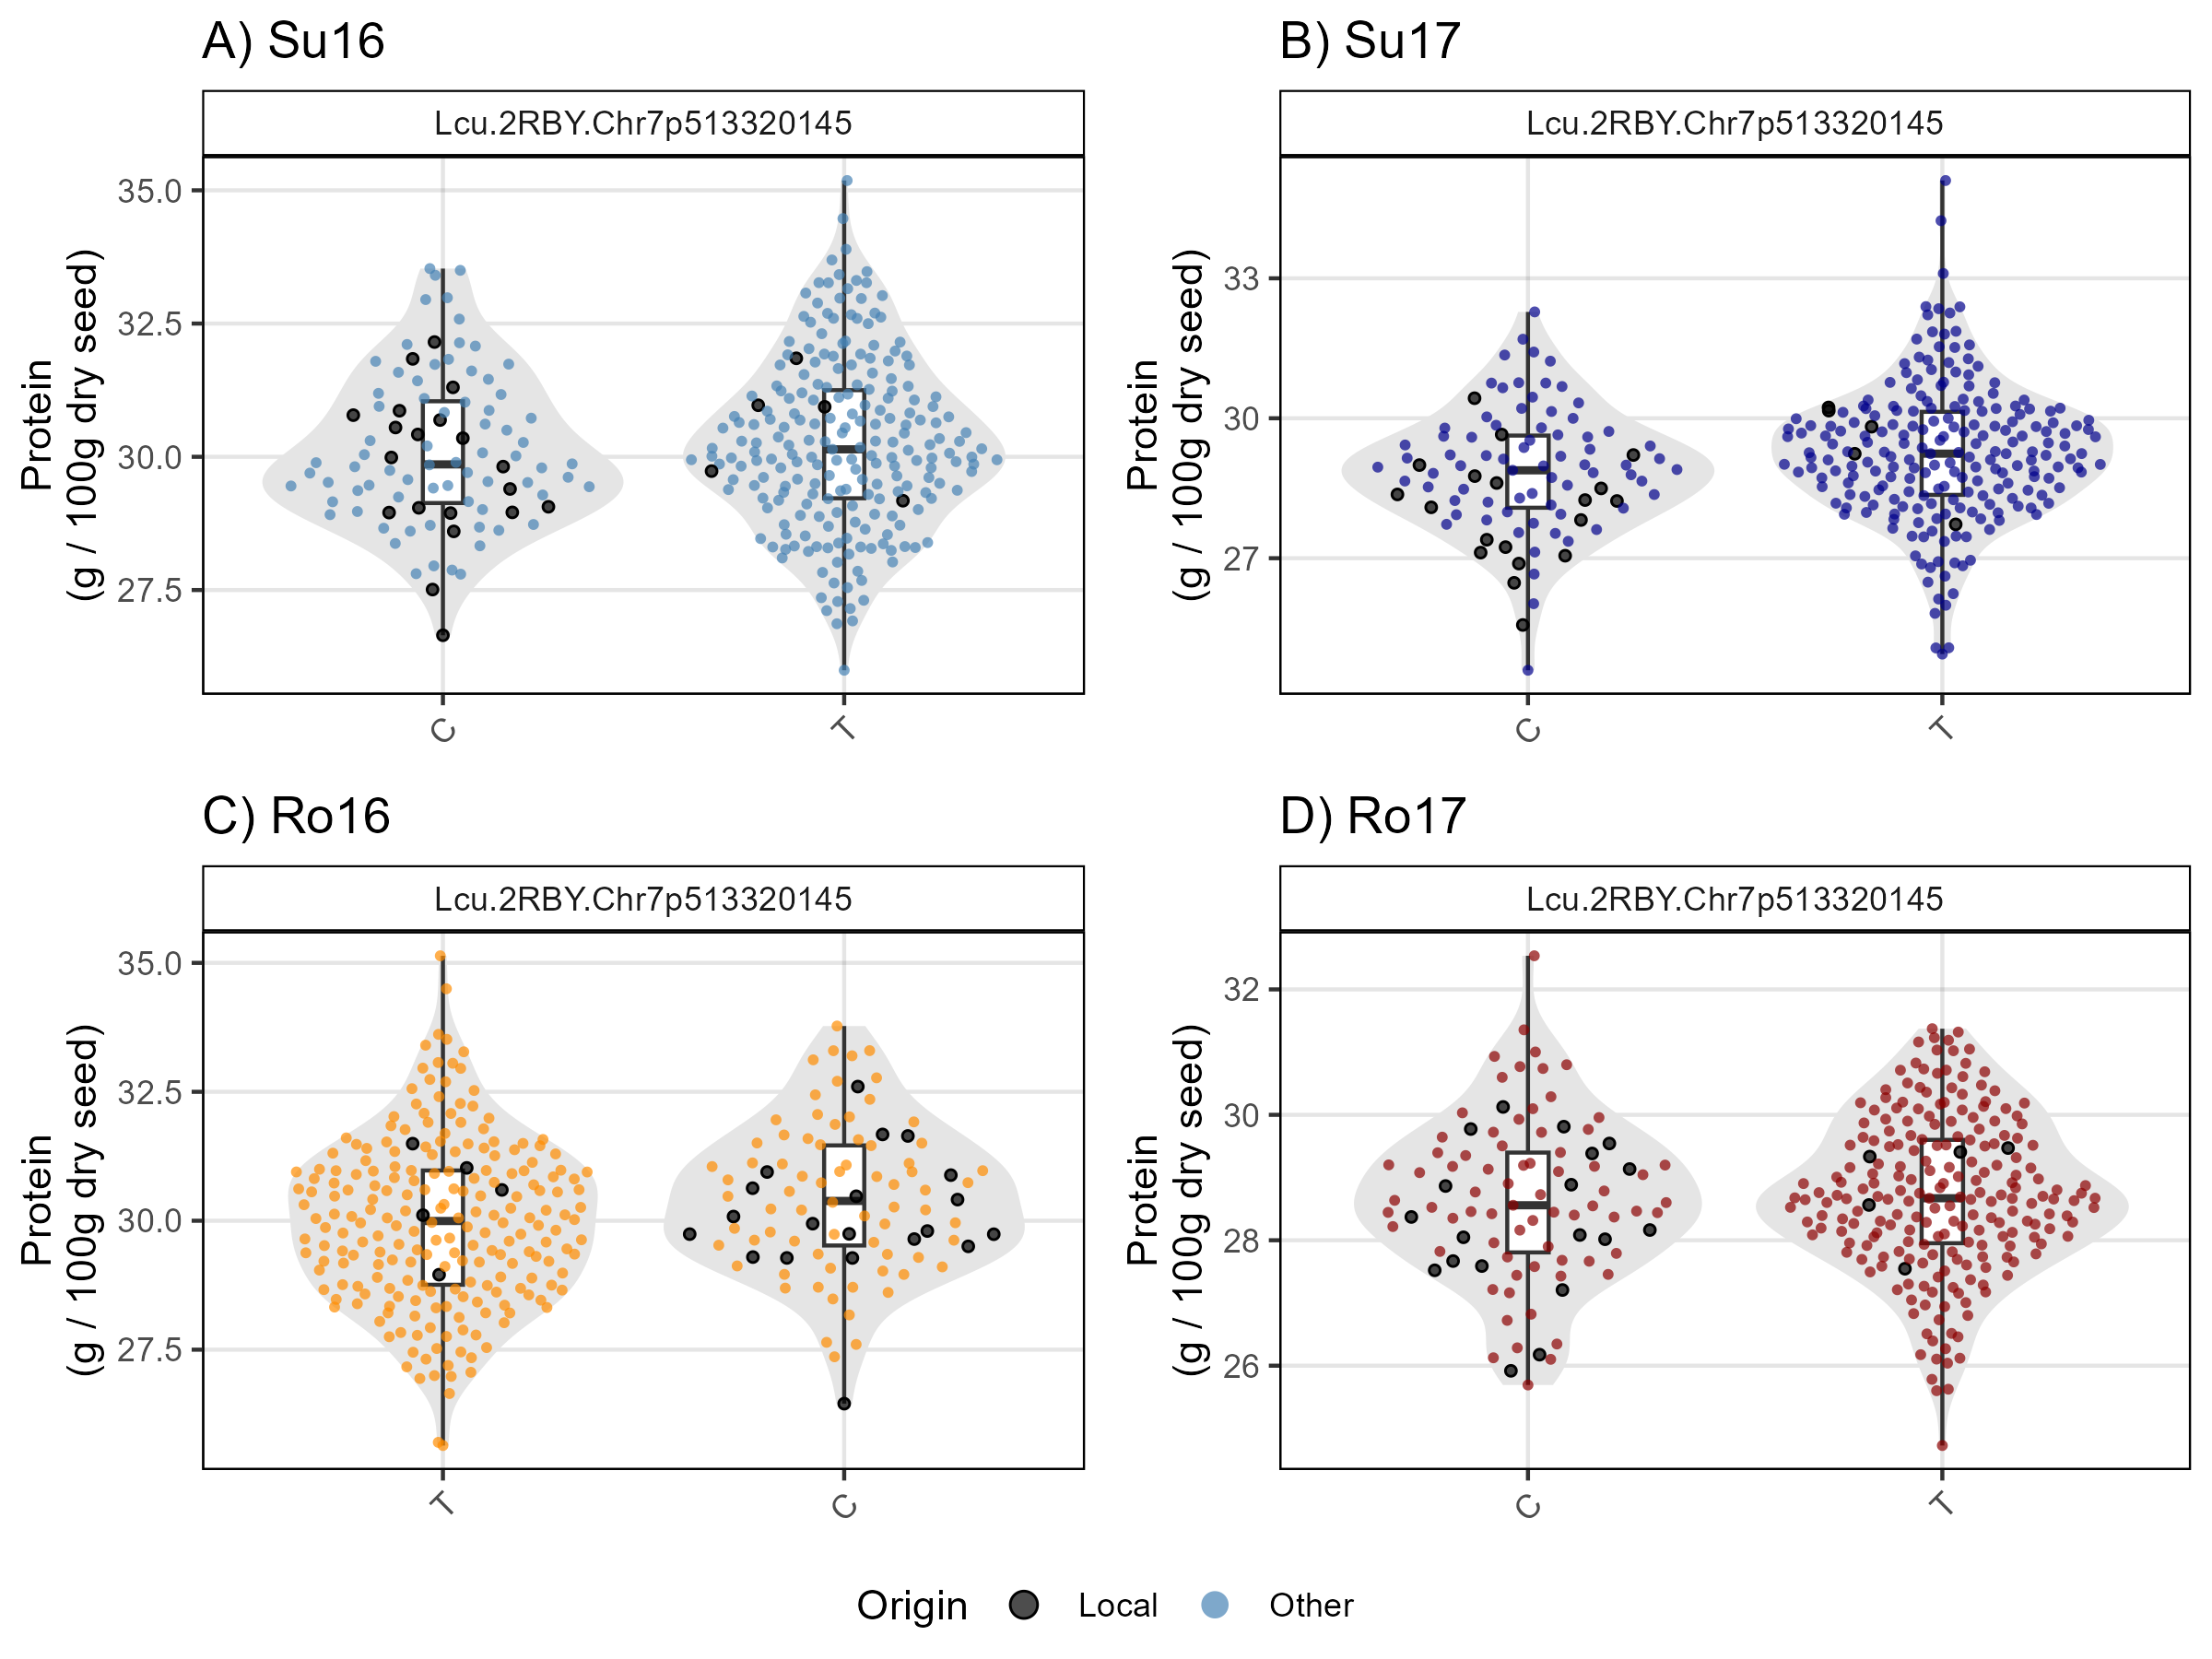 A) Su16
Lcu.2RBY.Chr7p513320145
Protein
(g / 100g dry seed)
35.0
32.5
30.0
27.5
C
T
B) Su17
Lcu.2RBY.Chr7p513320145
Protein
(g / 100g dry seed)
33
30
27
C
T
C) Ro16
Lcu.2RBY.Chr7p513320145
Protein
(g / 100g dry seed)
35.0
32.5
30.0
27.5
T
C
D) Ro17
Lcu.2RBY.Chr7p513320145
Protein
(g / 100g dry seed)
32
30
28
26
C
T
Origin Local Other